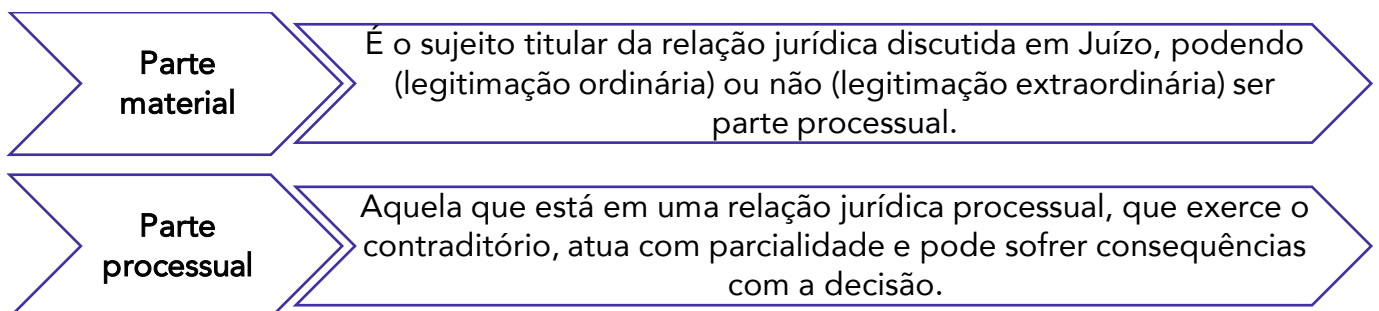 Parte
material
É o sujeito titular da relação jurídica discutida em Juízo, podendo
(legitimação ordinária) ou não (legitimação extraordinária) ser
parte processual.
Parte
processual
Aquela que está em uma relação jurídica processual, que exerce o
contraditório, atua com parcialidade e pode sofrer consequências
com a decisão.